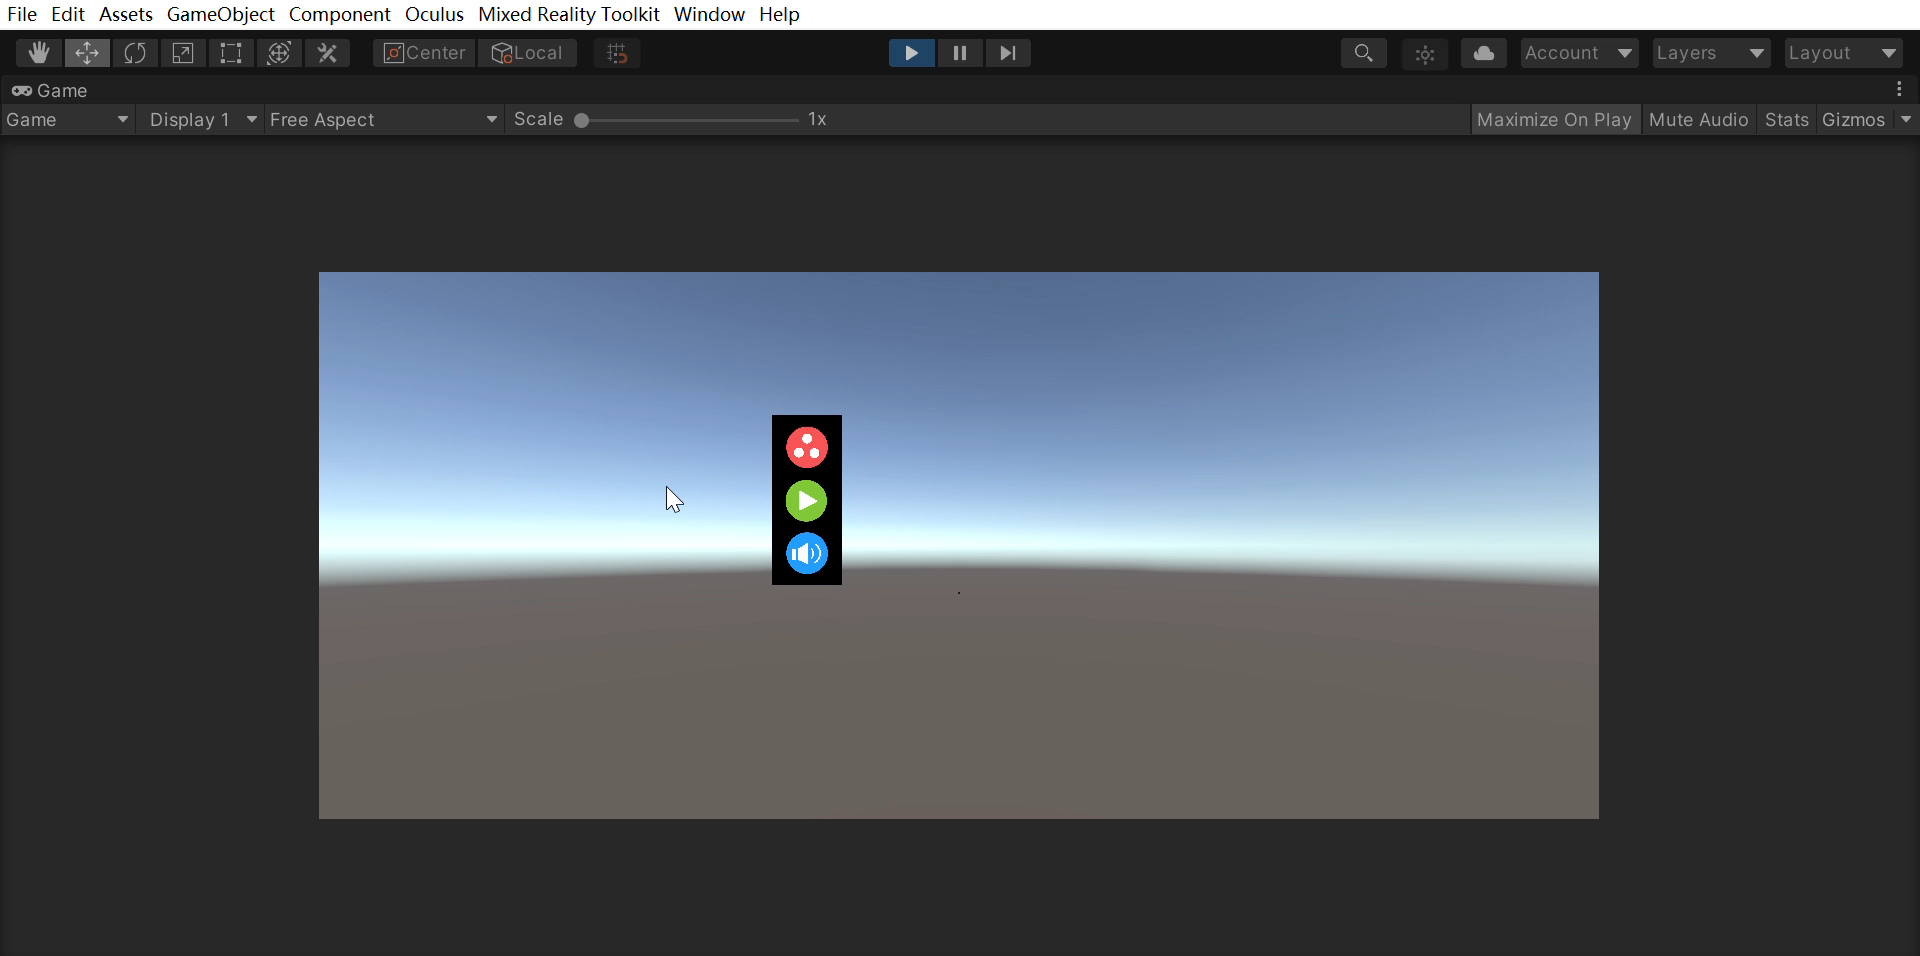 File Edit Assets GameObject Component Oculus Mixed Reality Toolkit Window Help
Center Local Account Layers Layout
Game
Game Display 1 Free Aspect Scale 1x Maximize On Play Mute Audio Stats Gizmos